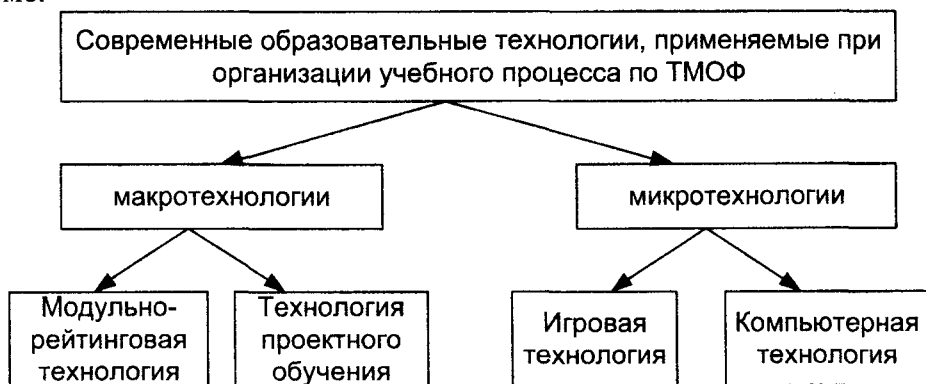 Современные образовательные технологии, применяемые при
организации учебного процесса по ТМОФ
макротехнологии
микротехнологии
Модульно-
рейтинговая
технология
Технология
проектного
обучения
Игровая
технология
Компьютерная
технология